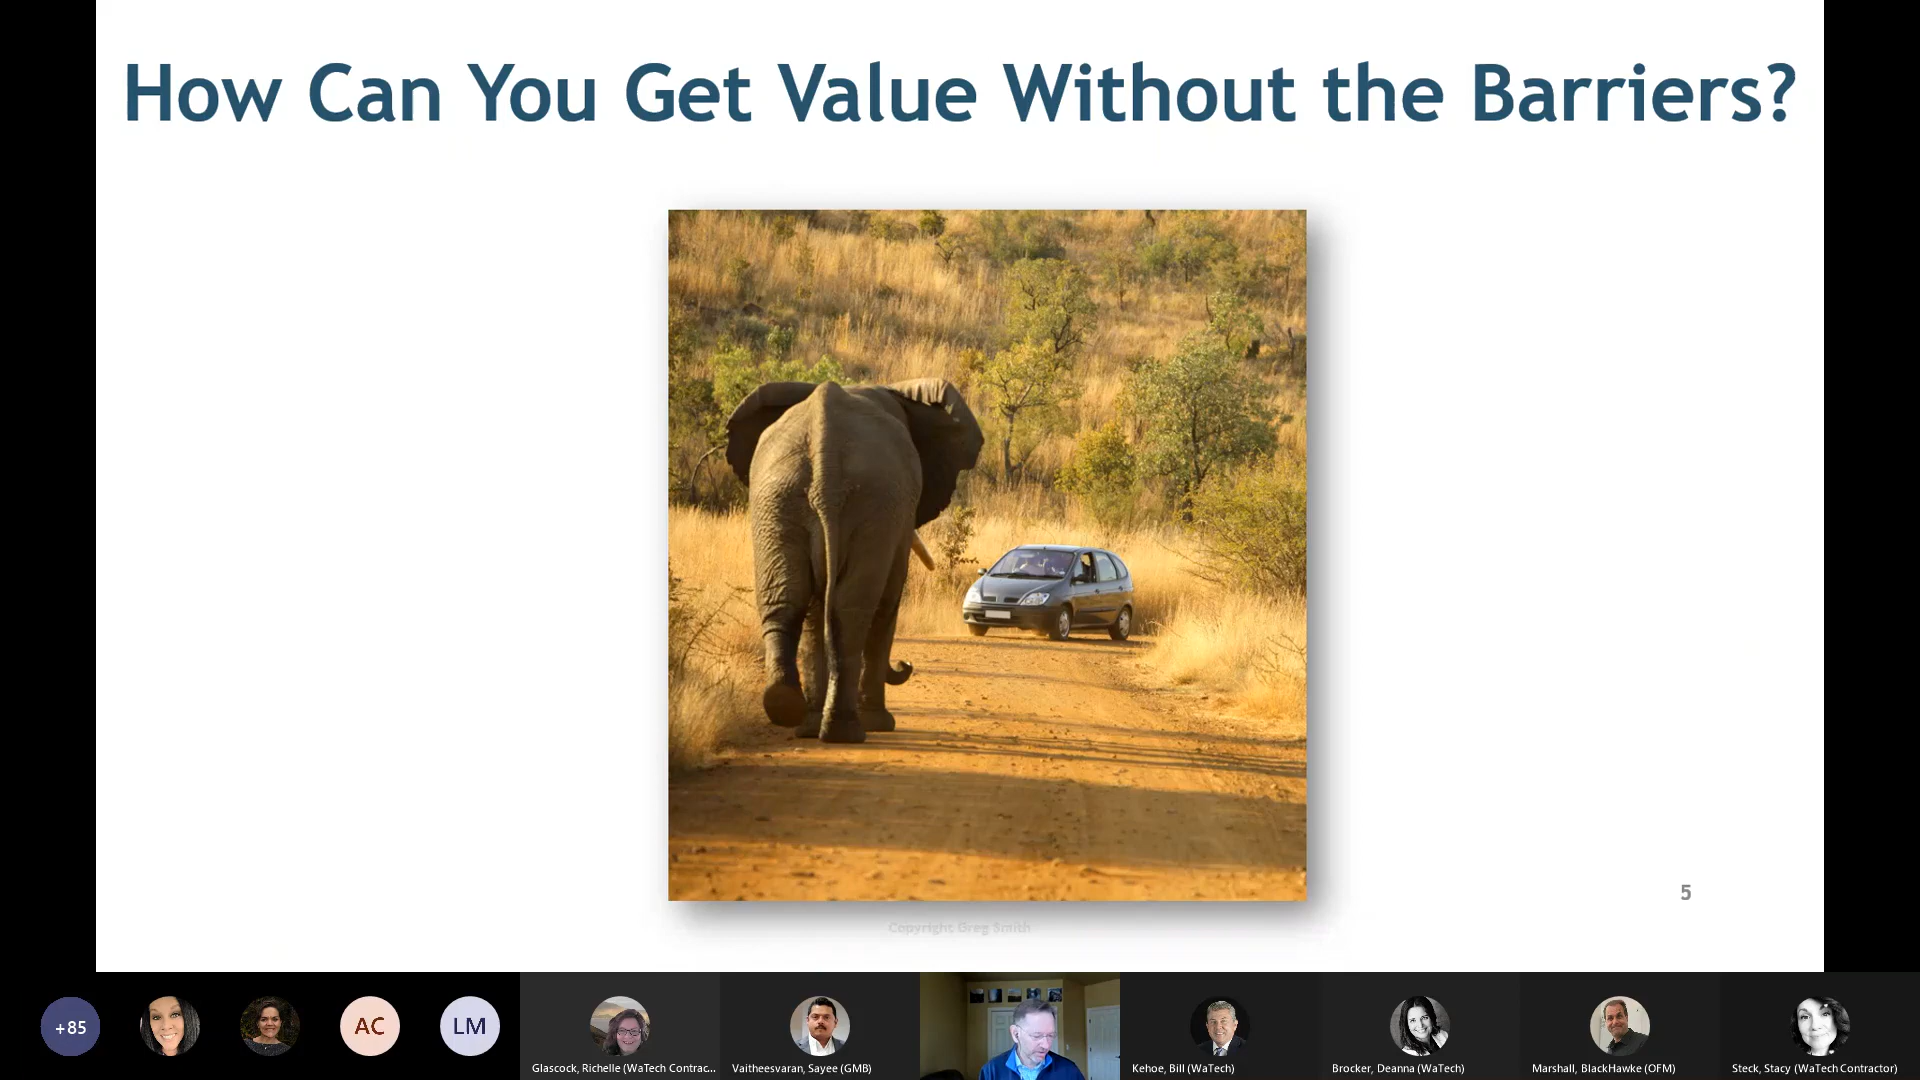 How Can You Get Value Without the Barriers?
5
Copyright Greg Smith
+85
AC
LM
Glascock, Richelle (WaTech Contrac...
Vaitheesvaran, Sayee (GMB)
Kehoe, Bill (WaTech)
Brocker, Deanna (WaTech)
Marshall, BlackHawke (OFM)
Steck, Stacy (WaTech Contractor)